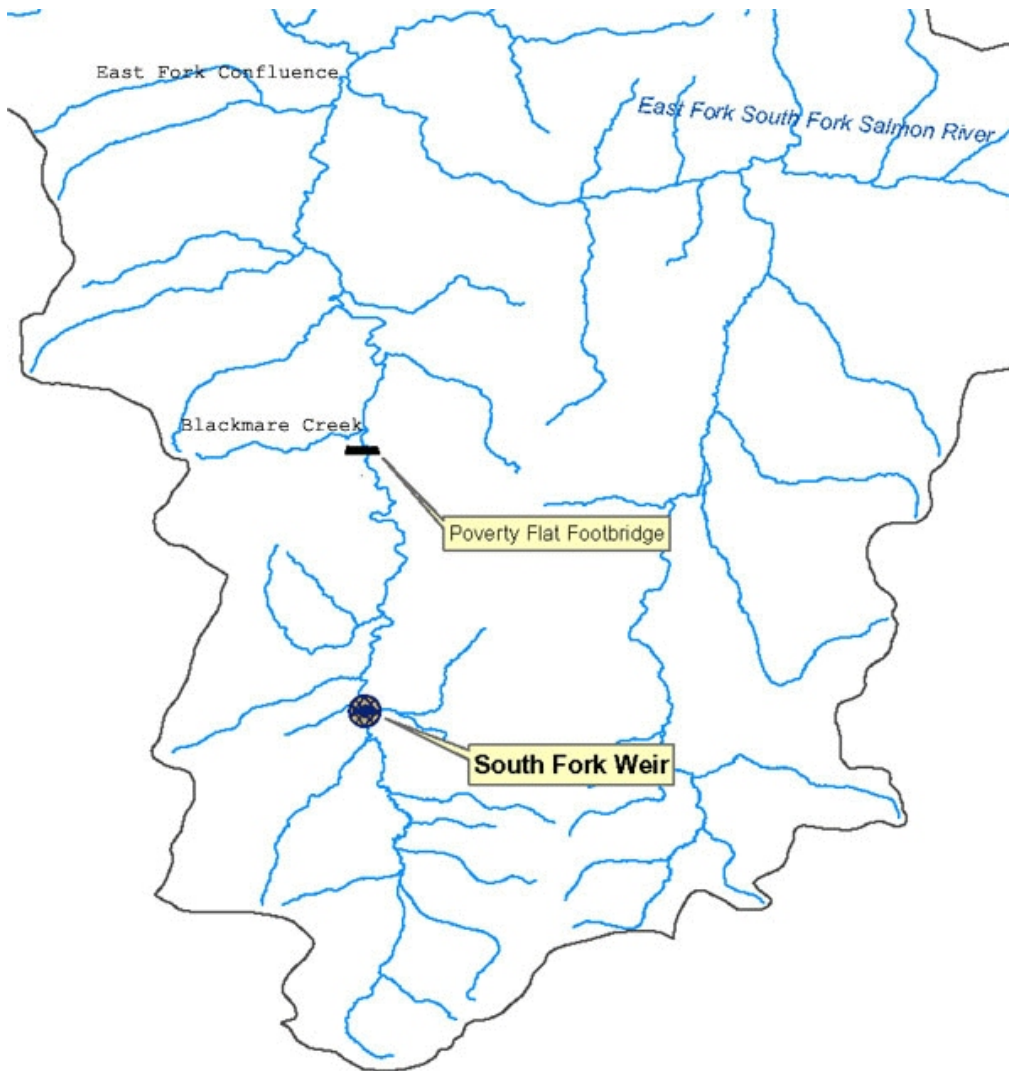 East Fork Confluence
East Fork South Fork Salmon River
Blackmare Creek
Poverty Flat Footbridge
South Fork Weir